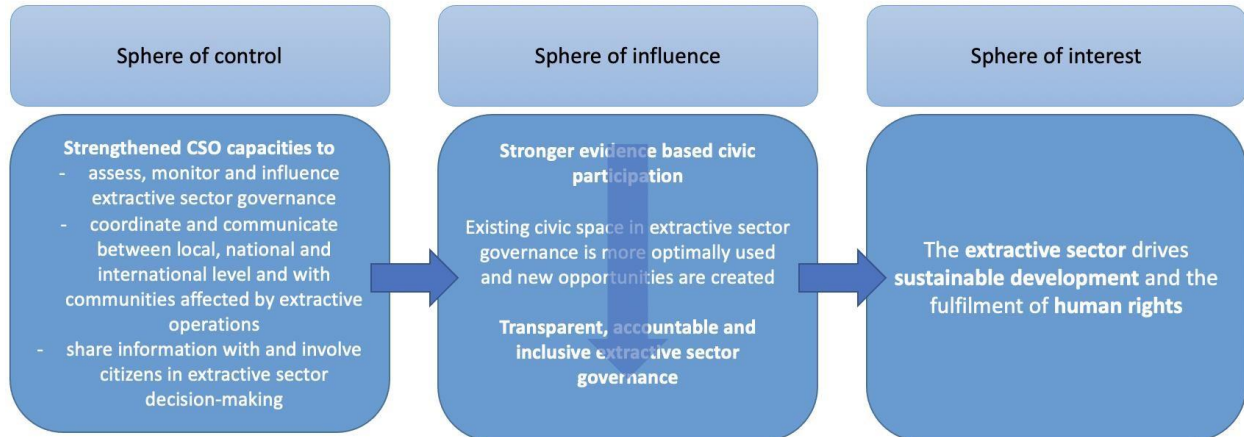 Sphere of control
Strengthened CSO capacities to
- assess, monitor and influence
extractive sector governance
- coordinate and communicate
between local, national and
international level and with
communities affected by extractive
operations
- share information with and involve
citizens in extractive sector
decision-making
Sphere of influence
Stronger evidence based civic
participation
Existing civic space in extractive sector
governance is more optimally used
and new opportunities are created
Transparent, accountable and
inclusive extractive sector
governance
Sphere of interest
The extractive sector drives
sustainable development and the
fulfilment of human rights